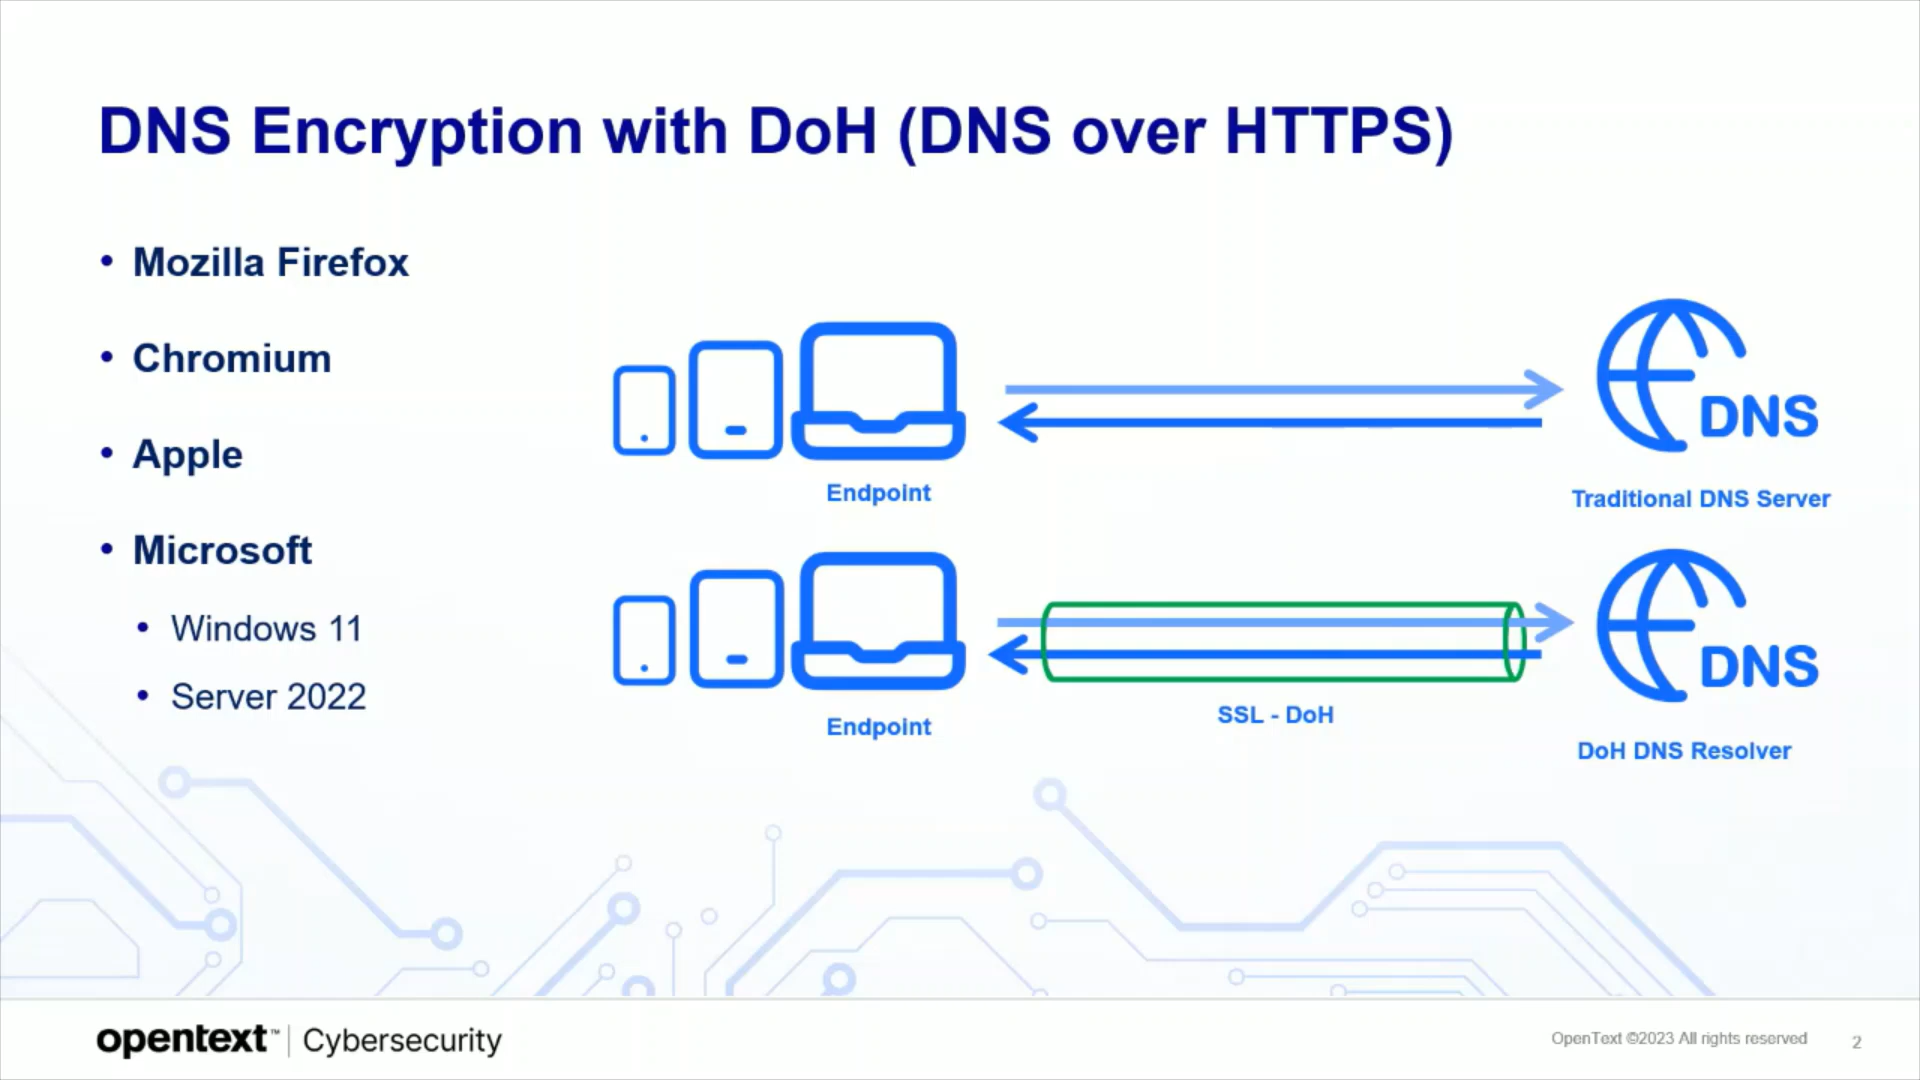 DNS Encryption with DoH (DNS over HTTPS)
• Mozilla Firefox
• Chromium
• Apple
• Microsoft
• Windows 11
• Server 2022
DNS
Endpoint
Traditional DNS Server
DNS
SSL - DoH
Endpoint
DoH DNS Resolver
opentext™ | Cybersecurity
OpenText ©2023 All rights reserved
2